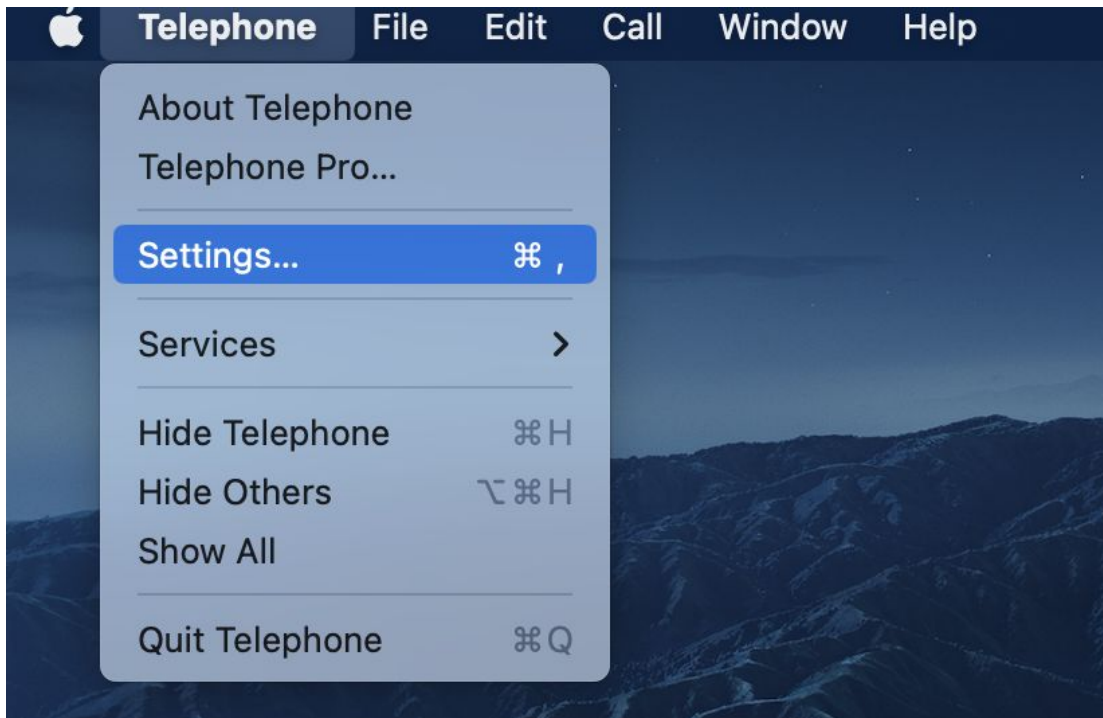 Telephone File Edit Call Window Help
About Telephone
Telephone Pro...
Settings... ⌘ ,
Services
Hide Telephone ⌘H
Hide Others ⌥⌘H
Show All
Quit Telephone ⌘Q